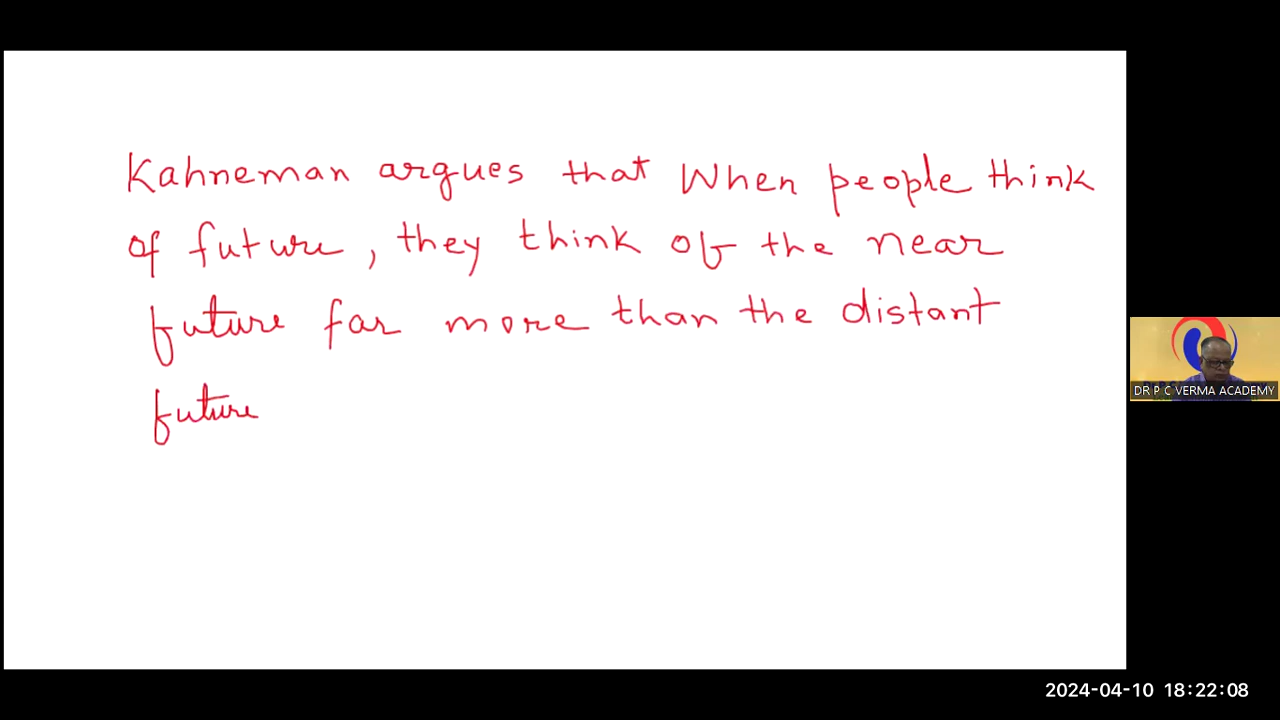 Kahneman argues that When people think
of future, they think of the near
future far more than the distant
future
DR P C VERMA ACADEMY
2024-04-10 18:22:08